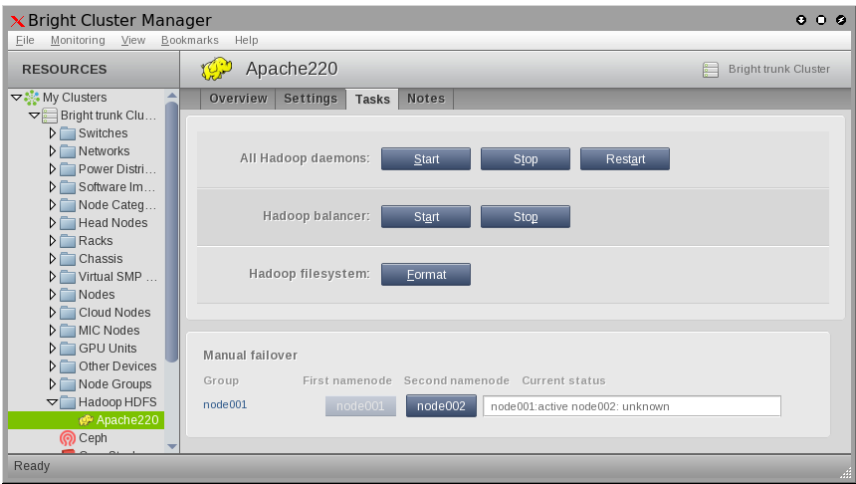 Bright Cluster Manager
File Monitoring View Bookmarks Help
RESOURCES
My Clusters
Bright trunk Clu...
Switches
Networks
Power Distri...
Software Im...
Node Categ...
Head Nodes
Racks
Chassis
Virtual SMP ...
Nodes
Cloud Nodes
MIC Nodes
GPU Units
Other Devices
Node Groups
Hadoop HDFS
Apache220
Ceph
Apache220
Bright trunk Cluster
Overview Settings Tasks Notes
All Hadoop daemons: Start Stop Restart
Hadoop balancer: Start Stop
Hadoop filesystem: Format
Manual failover
Group First namenode Second namenode Current status
node001 node001 node002 node001:active node002: unknown
Ready